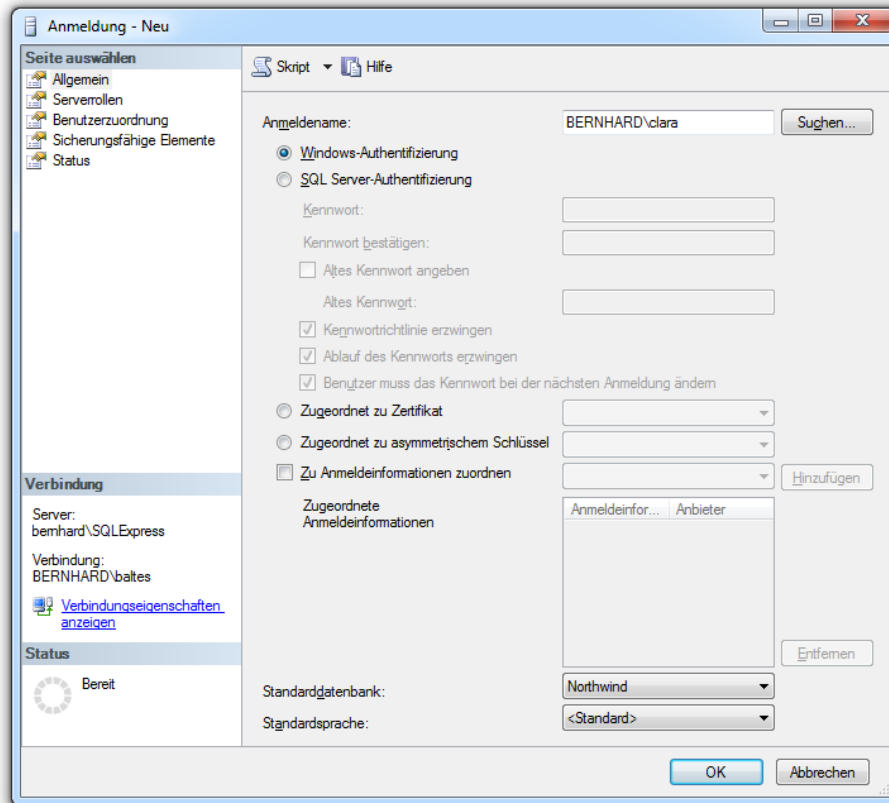 Anmeldung - Neu
Seite auswählen
Allgemein
Serverrollen
Benutzerzuordnung
Sicherungsfähige Elemente
Status
Skript
Hilfe
Anmeldename:
BERNHARD\clara
Suchen...
Windows-Authentifizierung
SQL Server-Authentifizierung
Kennwort:
Kennwort bestätigen:
Altes Kennwort angeben
Altes Kennwort:
Kennwortrichtlinie erzwingen
Ablauf des Kennworts erzwingen
Benutzer muss das Kennwort bei der nächsten Anmeldung ändern
Zugeordnet zu Zertifikat
Zugeordnet zu asymmetrischem Schlüssel
Zu Anmeldeinformationen zuordnen
Hinzufügen
Zugeordnete
Anmeldeinformationen
Anmeldeinfor... Anbieter
Entfernen
Standarddatenbank:
Northwind
Standardsprache:
<Standard>
Verbindung
Server:
bernhard\SQLExpress
Verbindung:
BERNHARD\baltes
Verbindungseigenschaften
anzeigen
Status
Bereit
OK
Abbrechen